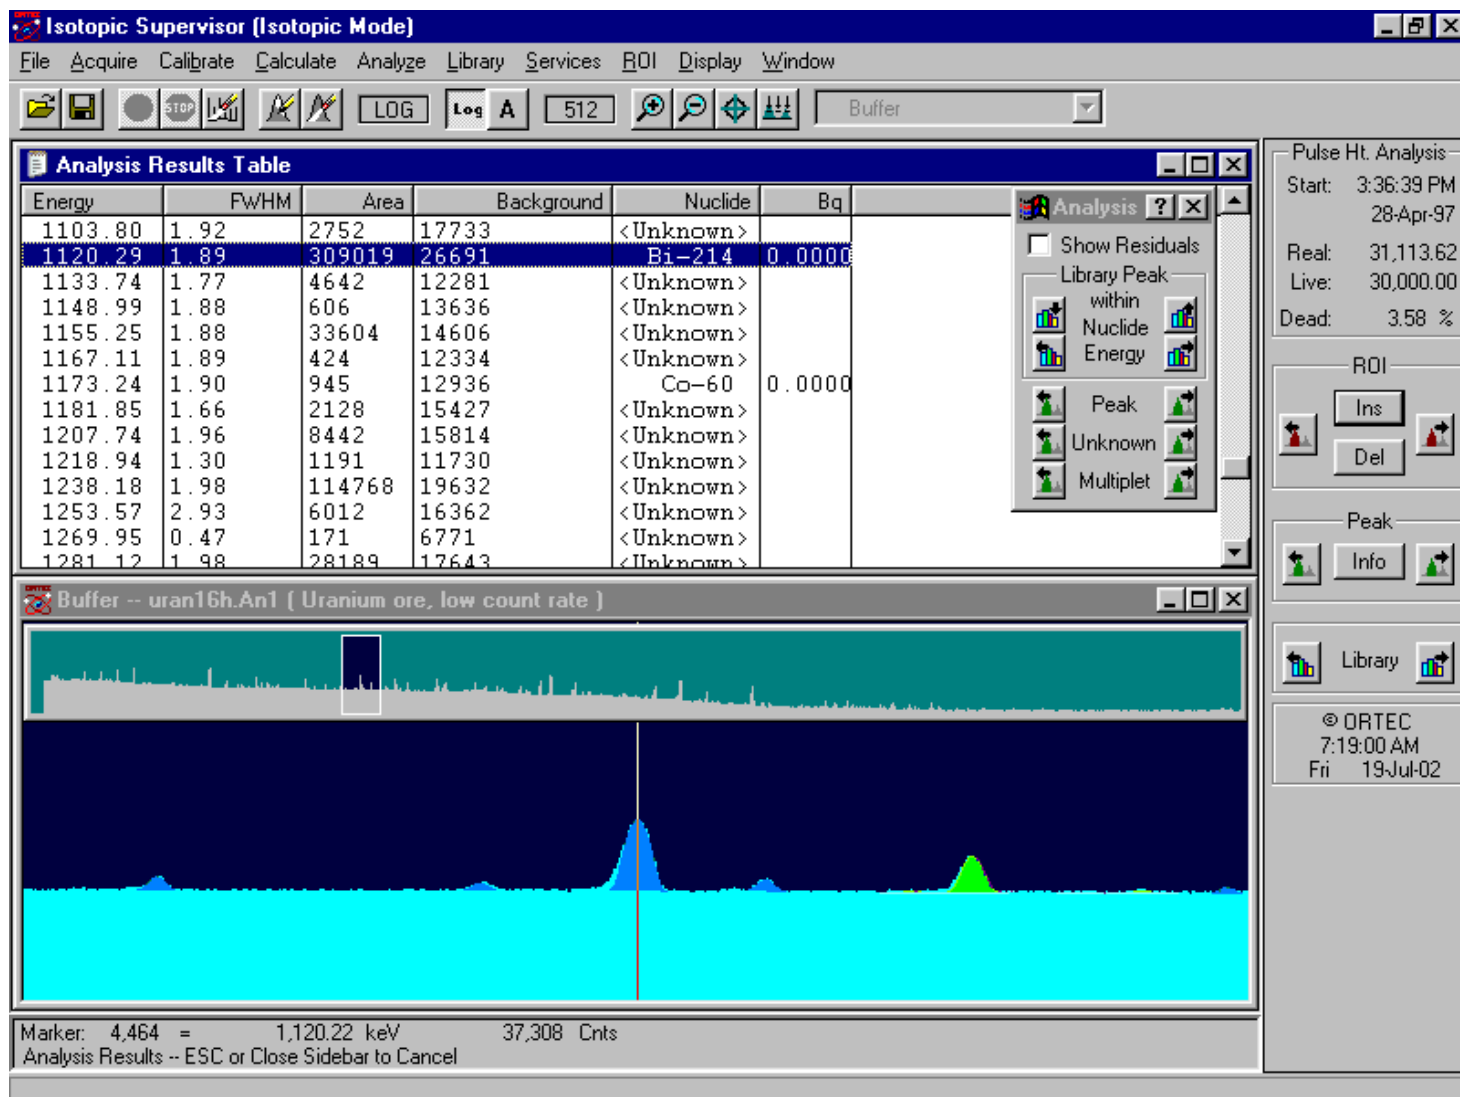 Isotopic Supervisor (Isotopic Mode)
File Acquire Calibrate Calculate Analyze Library Services ROI Display Window
STOP LOG Log A 512 Buffer
Analysis Results Table
Energy FWHM Area Background Nuclide Bq
1103.80 1.92 2752 17733 <Unknown>
1120.29 1.89 309019 26691 Bi-214 0.0000
1133.74 1.77 4642 12281 <Unknown>
1148.99 1.88 606 13636 <Unknown>
1155.25 1.88 33604 14606 <Unknown>
1167.11 1.89 424 12334 <Unknown>
1173.24 1.90 945 12936 Co-60 0.0000
1181.85 1.66 2128 15427 <Unknown>
1207.74 1.96 8442 15814 <Unknown>
1218.94 1.30 1191 11730 <Unknown>
1238.18 1.98 114768 19632 <Unknown>
1253.57 2.93 6012 16362 <Unknown>
1269.95 0.47 171 6771 <Unknown>
1281.12 1.98 28189 17643 <Unknown>
Analysis ?
Show Residuals
Library Peak
within
Nuclide
Energy
Peak
Unknown
Multiplet
Pulse Ht. Analysis
Start: 3:36:39 PM
28-Apr-97
Real: 31,113.62
Live: 30,000.00
Dead: 3.58 %
ROI
Ins
Del
Peak
Info
Library
© ORTEC
7:19:00 AM
Fri 19-Jul-02
Buffer -- uran16h.An1 ( Uranium ore, low count rate )
Marker: 4,464 = 1,120.22 keV 37,308 Cnts
Analysis Results -- ESC or Close Sidebar to Cancel